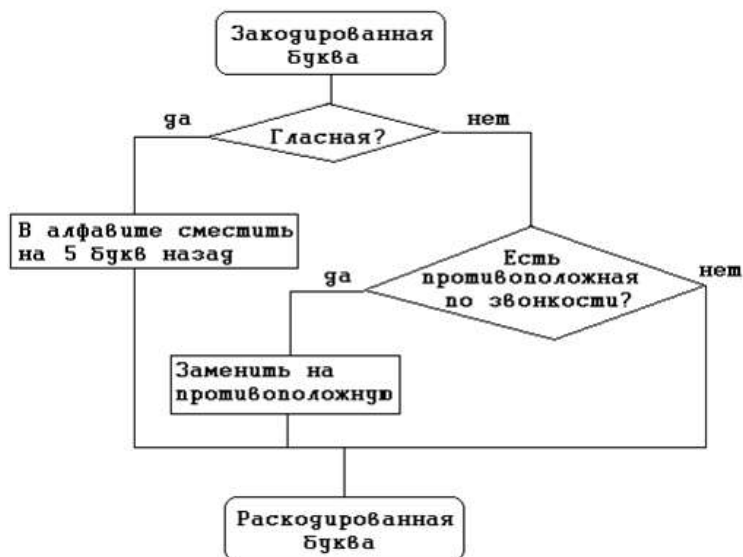 Закодированная
буква
да
нет
Гласная?
В алфавите сместить
на 5 букв назад
Есть
противоположная
по звонкости?
да
нет
Заменить на
противоположную
Раскодированная
буква